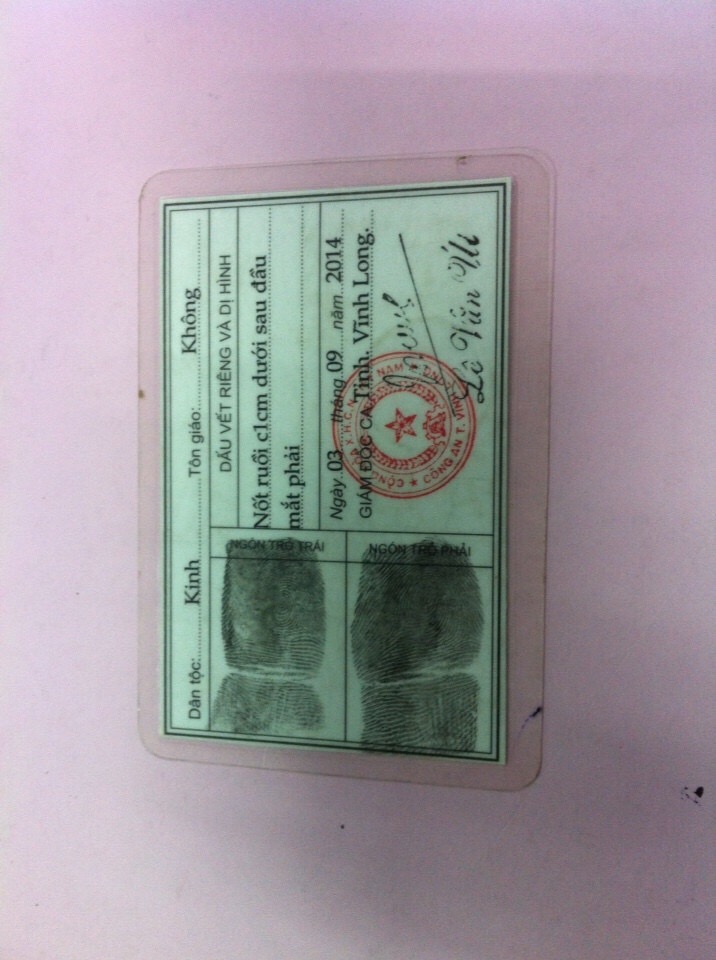 Dân tộc: Kinh Tôn giáo: Không
NGÓN TRỎ TRÁI
NGÓN TRỎ PHẢI
DẤU VẾT RIÊNG VÀ DỊ HÌNH
Nốt ruồi c1cm dưới sau đầu
mắt phải
Ngày 03 tháng 09 năm 2014
GIÁM ĐỐC CA Tỉnh. Vĩnh Long.
CÔNG AN T. VĨNH
Lê Văn Út